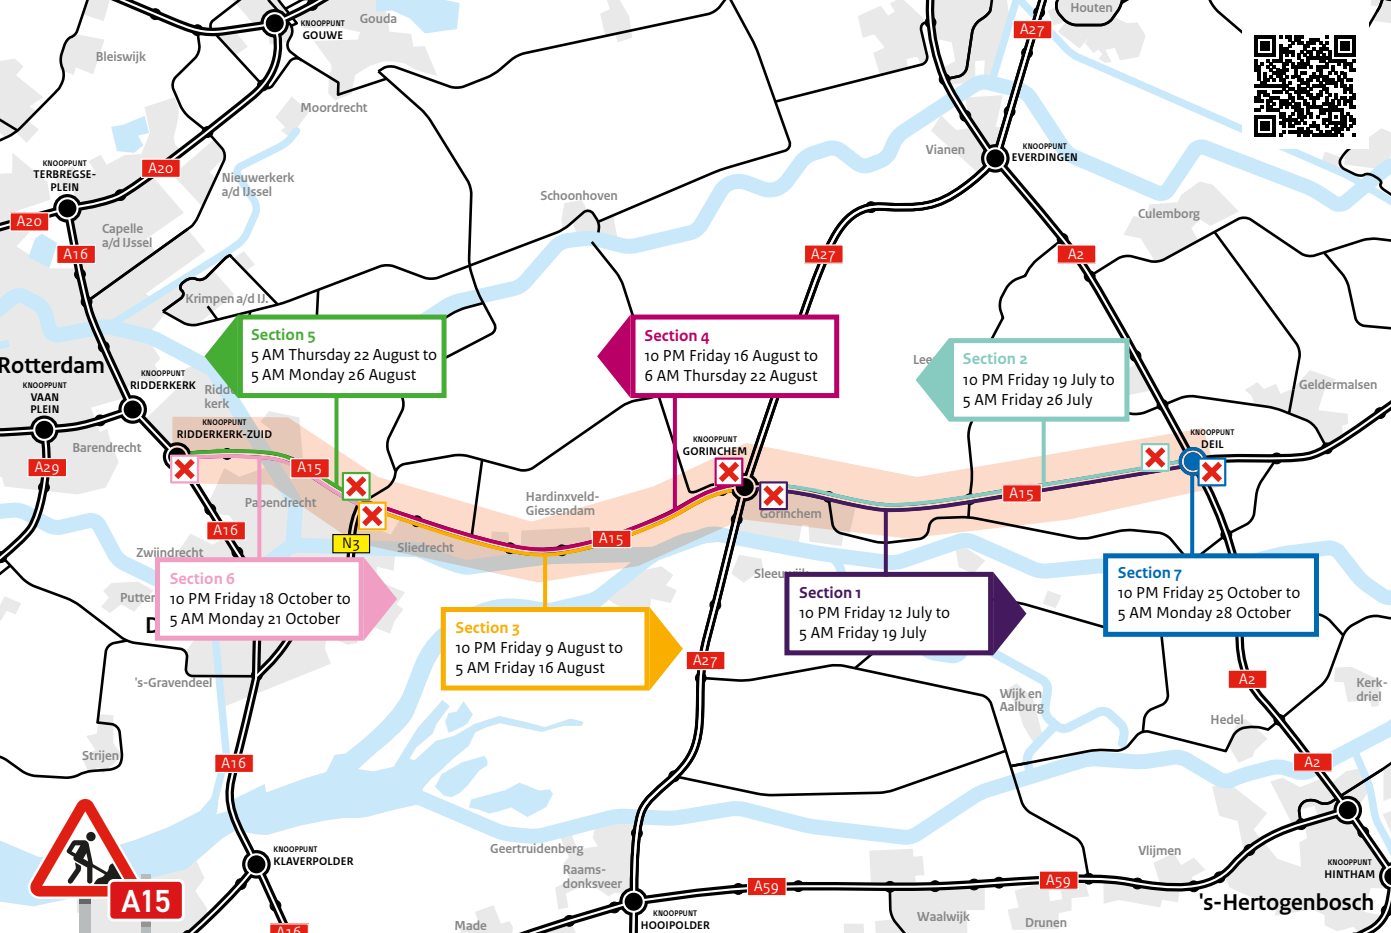 KNOOPPUNT
GOUWE
Gouda
Houten
A27
Bleiswijk
Moordrecht
KNOOPPUNT
TERBREGSE-
PLEIN
A20
Nieuwerkerk
a/d IJssel
Vianen
KNOOPPUNT
EVERDINGEN
A20
Capelle
a/d IJssel
A16
Schoonhoven
Culemborg
A27
A2
Krimpen a/d IJ.
Section 5
5 AM Thursday 22 August to
5 AM Monday 26 August
Section 4
10 PM Friday 16 August to
6 AM Thursday 22 August
Lee
Section 2
10 PM Friday 19 July to
5 AM Friday 26 July
Rotterdam
KNOOPPUNT
VAAN
PLEIN
KNOOPPUNT
RIDDERKERK
Ridd
kerk
Geldermalsen
KNOOPPUNT
RIDDERKERK-ZUID
Barendrecht
A29
A15
KNOOPPUNT
GORINCHEM
KNOOPPUNT
DEIL
Papendrecht
Hardinxveld-
Giessendam
Gorinchem
A15
A16
N3
Sliedrecht
A15
Zwijndrecht
Sleeuwijk
Putter
D
Section 6
10 PM Friday 18 October to
5 AM Monday 21 October
Section 3
10 PM Friday 9 August to
5 AM Friday 16 August
Section 1
10 PM Friday 12 July to
5 AM Friday 19 July
Section 7
10 PM Friday 25 October to
5 AM Monday 28 October
's-Gravendeel
A27
A2
Wijk en
Aalburg
Kerk-
driel
Hedel
Strijen
A16
A2
KNOOPPUNT
KLAVERPOLDER
Geertruidenberg
Raams-
donksveer
Vlijmen
KNOOPPUNT
HINTHAM
A15
A59
A59
's-Hertogenbosch
Made
KNOOPPUNT
HOOIPOLDER
Waalwijk
Drunen
A16